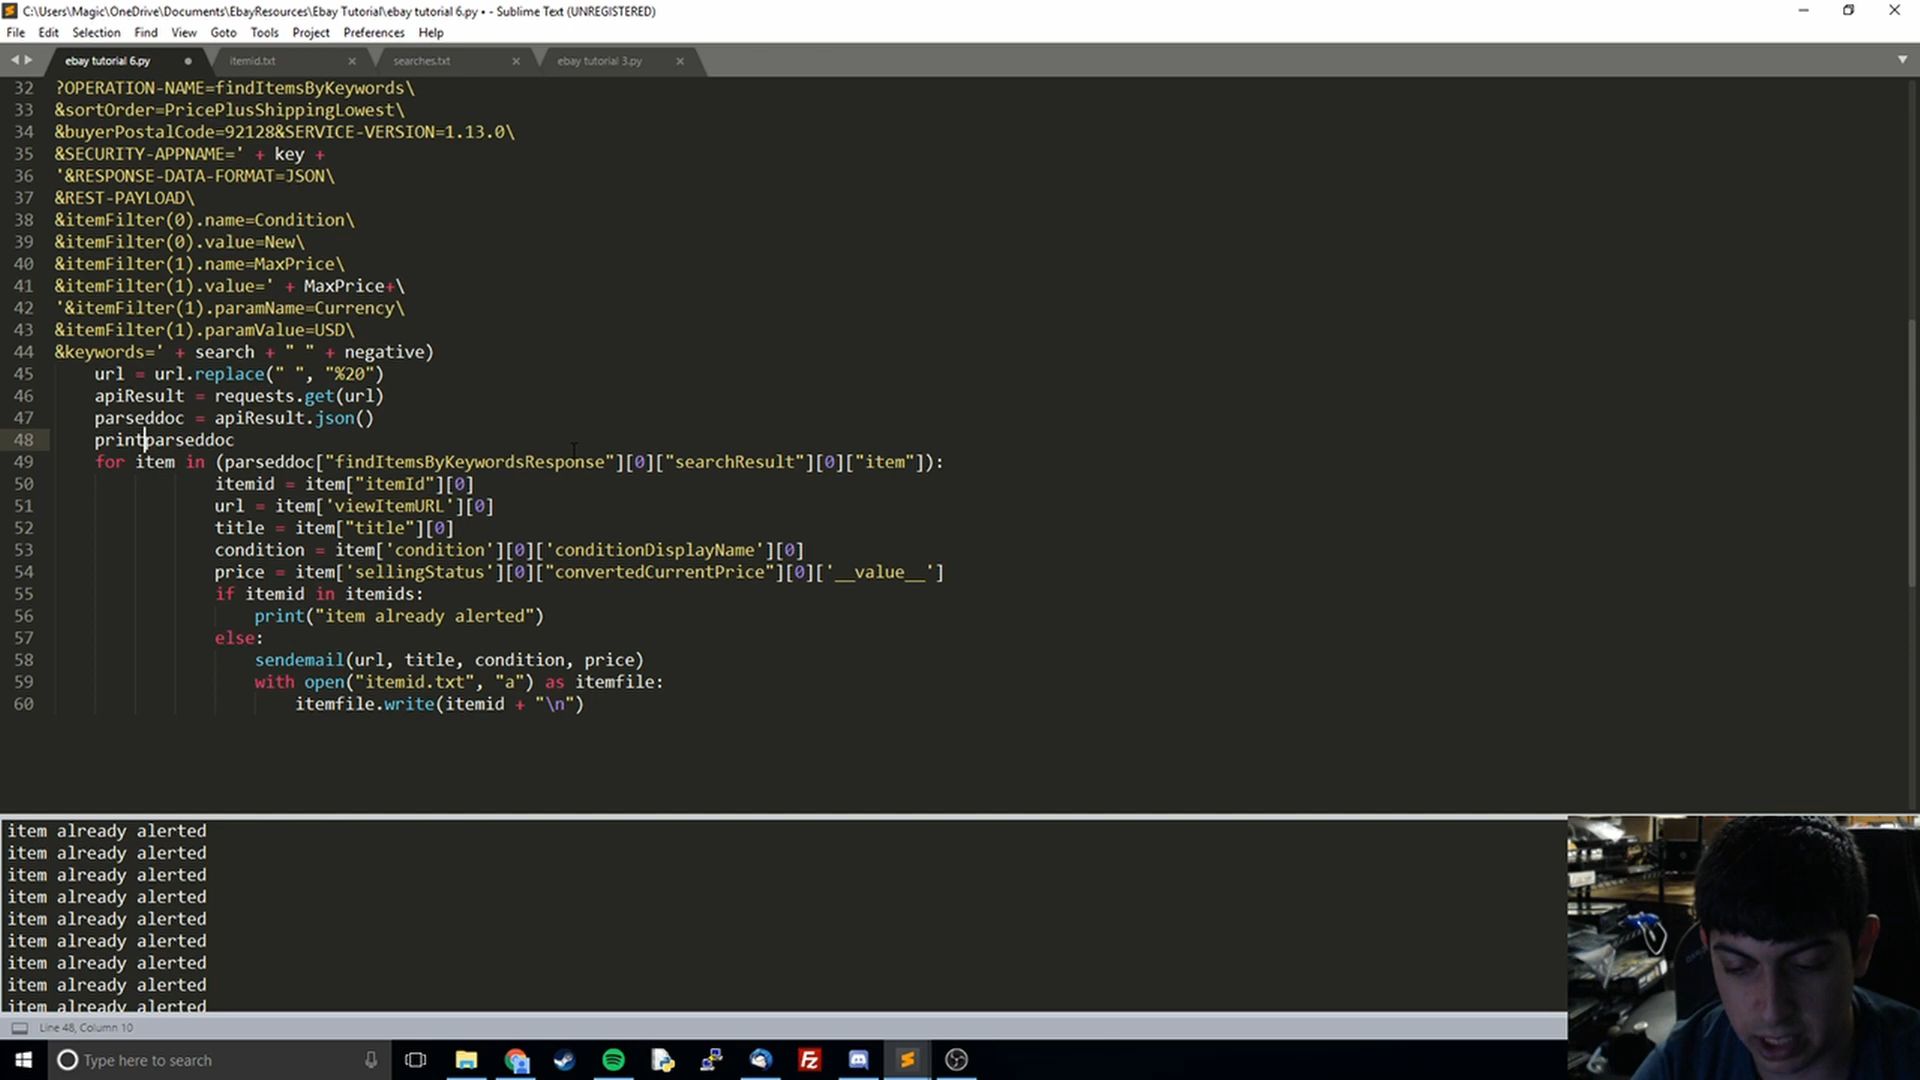 C:\Users\Magic\OneDrive\Documents\EbayResources\Ebay Tutorial\ebay tutorial 6.py • - Sublime Text (UNREGISTERED)
File Edit Selection Find View Goto Tools Project Preferences Help
ebay tutorial 6.py itemid.txt searches.txt ebay tutorial 3.py
32 ?OPERATION-NAME=findItemsByKeywords\
33 &sortOrder=PricePlusShippingLowest\
34 &buyerPostalCode=92128&SERVICE-VERSION=1.13.0\
35 &SECURITY-APPNAME=' + key +
36 '&RESPONSE-DATA-FORMAT=JSON\
37 &REST-PAYLOAD\
38 &itemFilter(0).name=Condition\
39 &itemFilter(0).value=New\
40 &itemFilter(1).name=MaxPrice\
41 &itemFilter(1).value=' + MaxPrice+\
42 '&itemFilter(1).paramName=Currency\
43 &itemFilter(1).paramValue=USD\
44 &keywords=' + search + " " + negative)
45 url = url.replace(" ", "%20")
46 apiResult = requests.get(url)
47 parseddoc = apiResult.json()
48 printparseddoc
49 for item in (parseddoc["findItemsByKeywordsResponse"][0]["searchResult"][0]["item"]):
50 itemid = item["itemId"][0]
51 url = item['viewItemURL'][0]
52 title = item["title"][0]
53 condition = item['condition'][0]['conditionDisplayName'][0]
54 price = item['sellingStatus'][0]["convertedCurrentPrice"][0]['__value__']
55 if itemid in itemids:
56 print("item already alerted")
57 else:
58 sendemail(url, title, condition, price)
59 with open("itemid.txt", "a") as itemfile:
60 itemfile.write(itemid + "\n")
item already alerted
item already alerted
item already alerted
item already alerted
item already alerted
item already alerted
item already alerted
item already alerted
item already alerted
Line 48, Column 10
Type here to search